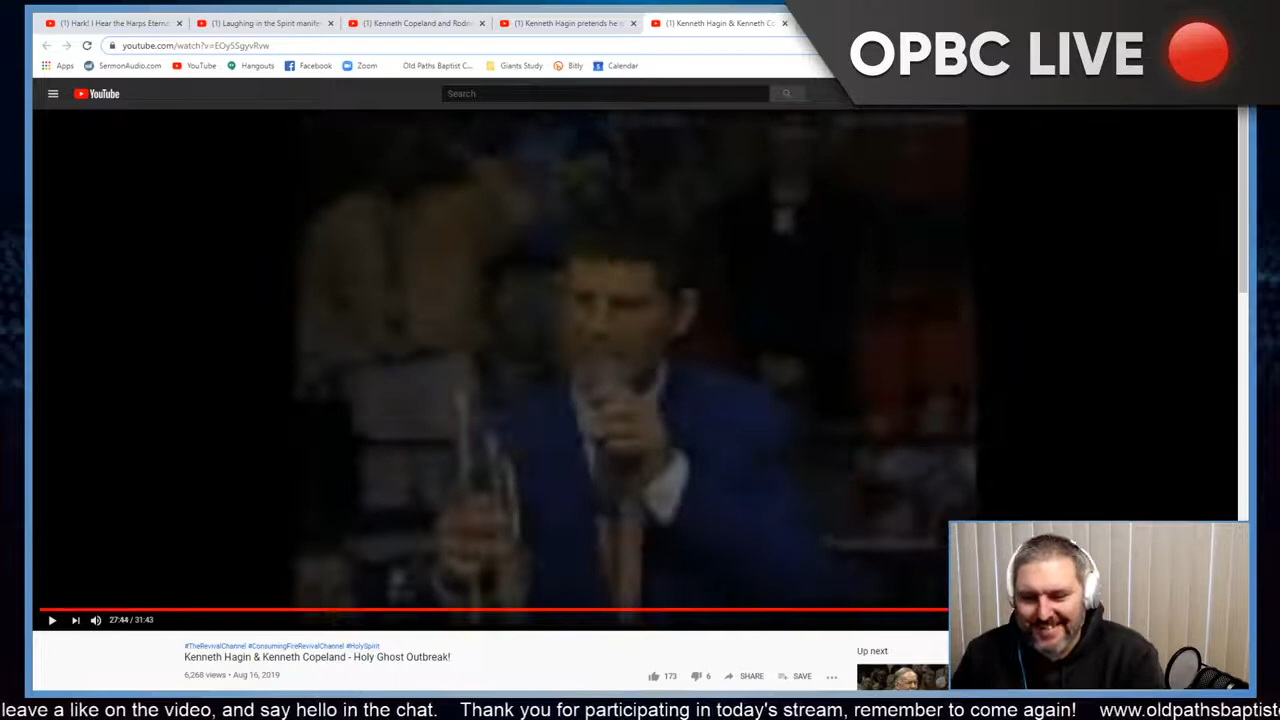 (1) Hark! I Hear the Harps Eternal
(1) Laughing in the Spirit manifes
(1) Kenneth Copeland and Rodn
(1) Kenneth Hagin pretends he's
(1) Kenneth Hagin & Kenneth Co
OPBC LIVE
youtube.com/watch?v=EOySSgyvRvw
Apps SermonAudio.com YouTube Hangouts Facebook Zoom Old Paths Baptist C... Giants Study Bitly Calendar
YouTube
Search
27:44 / 31:43
#TheRevivalChannel #ConsumingFireRevivalChannel #HolySpirit
Kenneth Hagin & Kenneth Copeland - Holy Ghost Outbreak!
6,268 views • Aug 16, 2019
173 6 SHARE SAVE ...
Up next
leave a like on the video, and say hello in the chat. Thank you for participating in today's stream, remember to come again! www.oldpathsbaptist